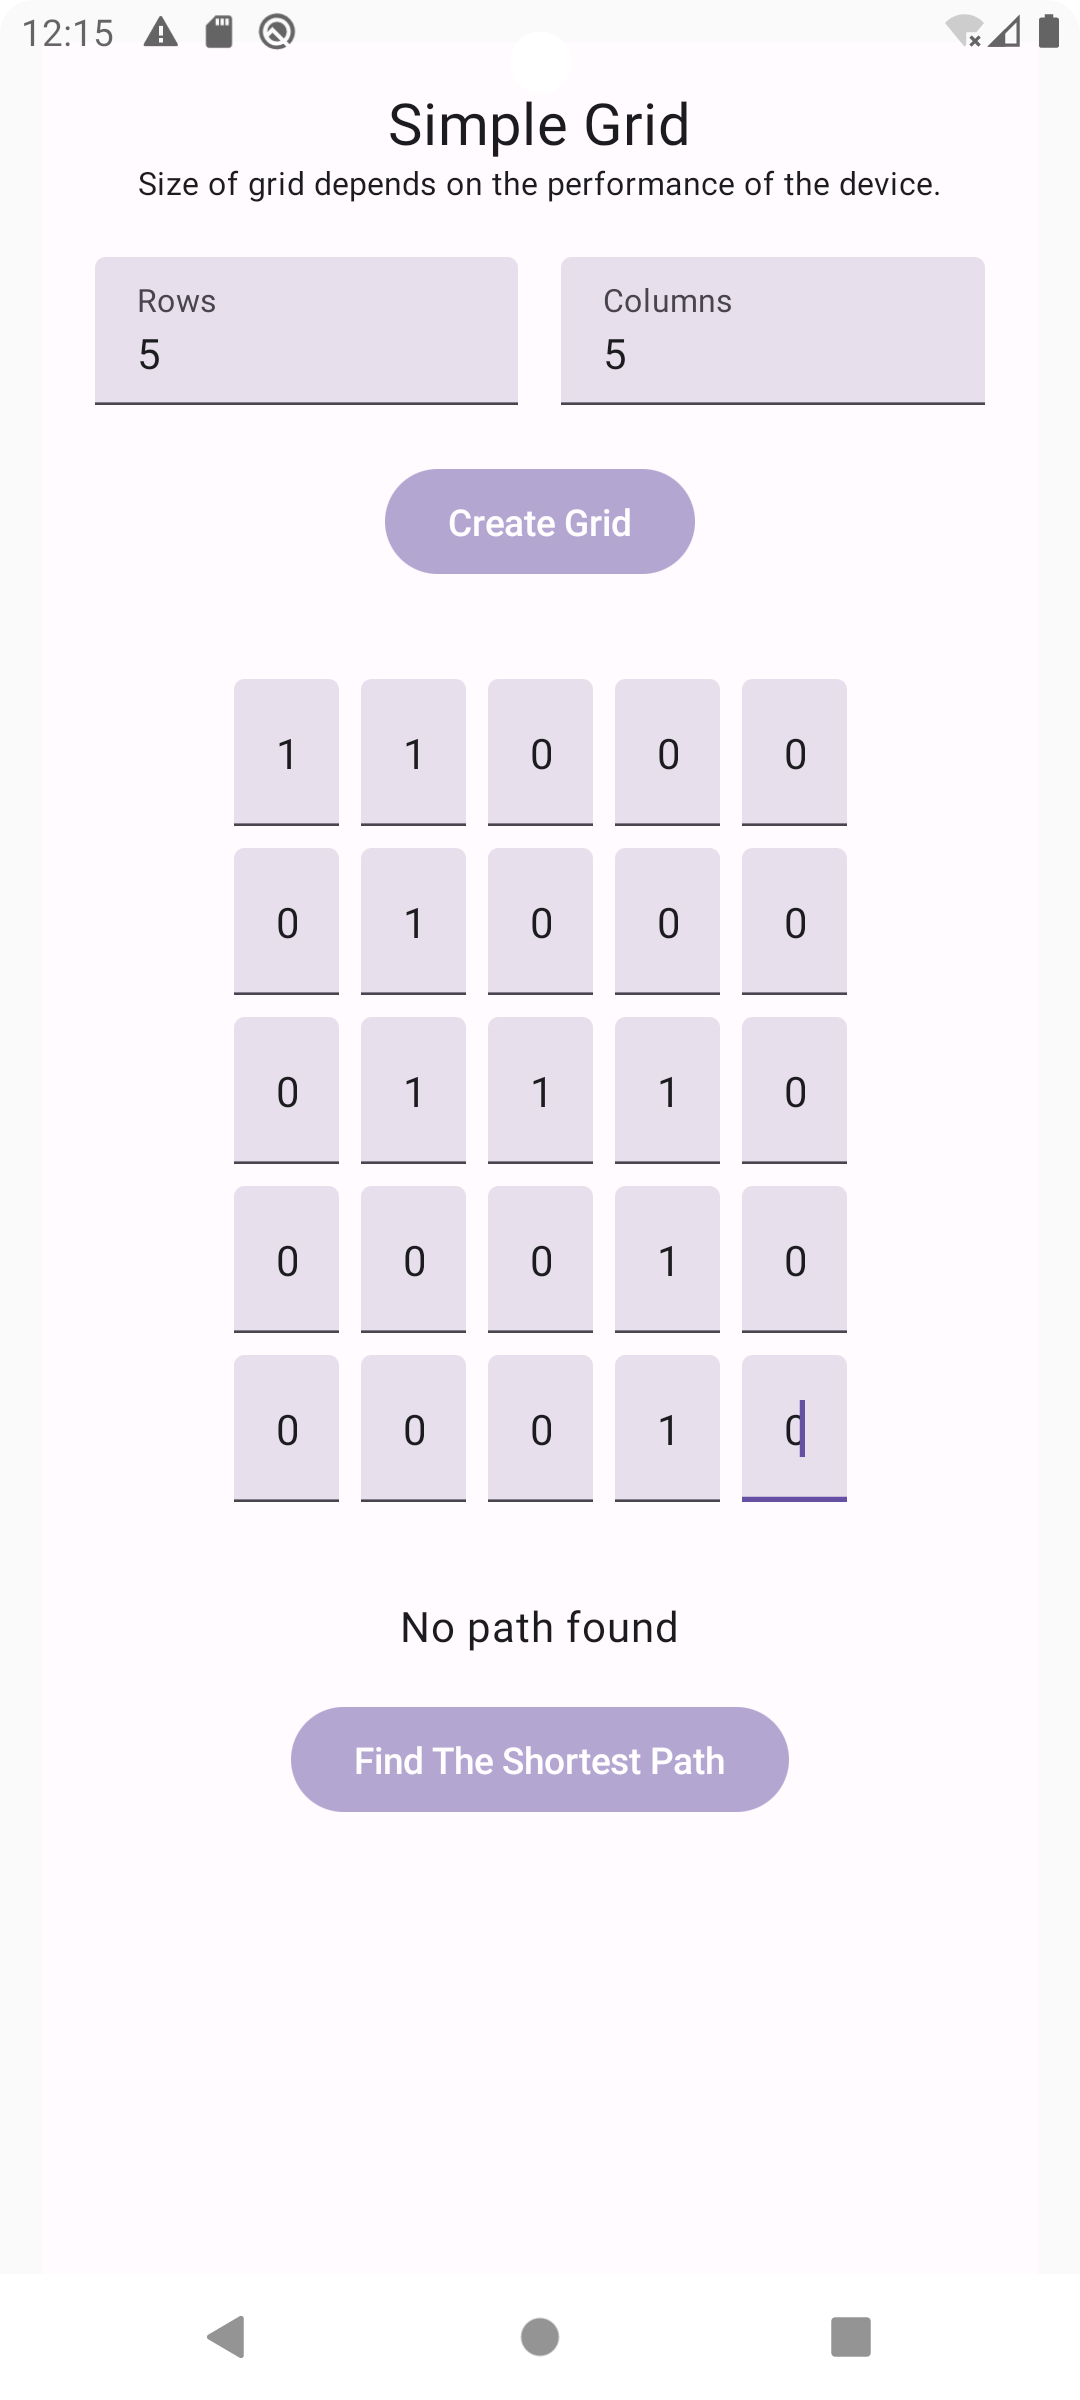 12:15
Simple Grid
Size of grid depends on the performance of the device.
Rows Columns
5 5
Create Grid
1 1 0 0 0
0 1 0 0 0
0 1 1 1 0
0 0 0 1 0
0 0 0 1 0
No path found
Find The Shortest Path